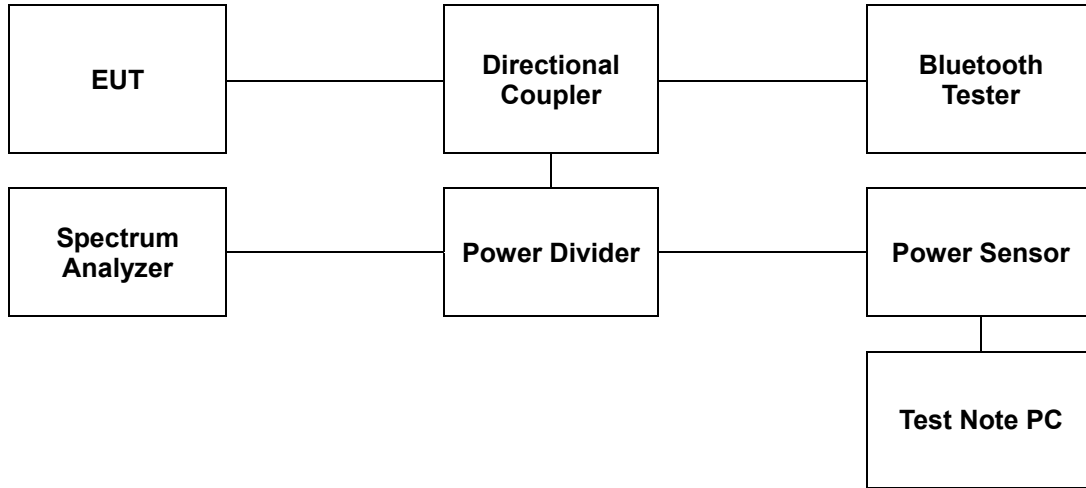 EUT
Directional
Coupler
Bluetooth
Tester
Spectrum
Analyzer
Power Divider
Power Sensor
Test Note PC